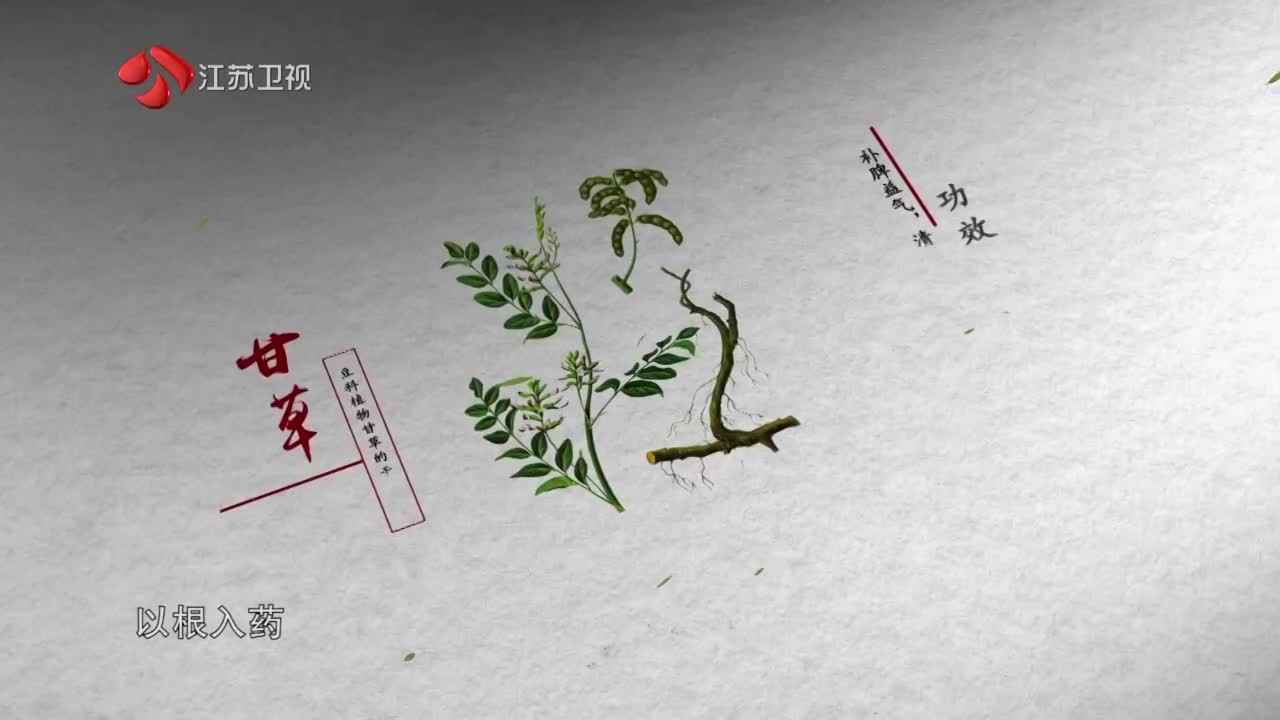 江苏卫视
甘草
豆科植物甘草的干
功效
补脾益气，清
以根入药